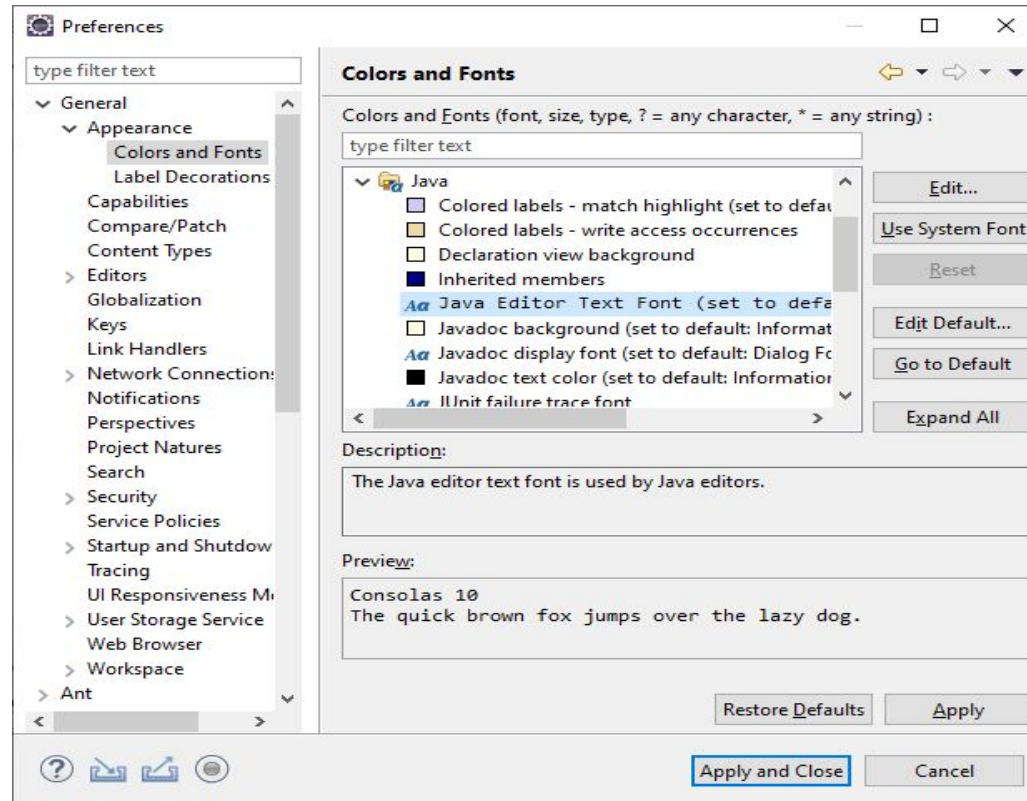 Preferences
type filter text
General
Appearance
Colors and Fonts
Label Decorations
Capabilities
Compare/Patch
Content Types
Editors
Globalization
Keys
Link Handlers
Network Connection
Notifications
Perspectives
Project Natures
Search
Security
Service Policies
Startup and Shutdow
Tracing
UI Responsiveness M
User Storage Service
Web Browser
Workspace
Ant
Colors and Fonts
Colors and Fonts (font, size, type, ? = any character, * = any string) :
type filter text
Java
Colored labels - match highlight (set to defau
Colored labels - write access occurrences
Declaration view background
Inherited members
Aa Java Editor Text Font (set to defa
Javadoc background (set to default: Informat
Aa Javadoc display font (set to default: Dialog Fo
Javadoc text color (set to default: Information
Aa JUnit failure trace font
Edit...
Use System Font
Reset
Edit Default...
Go to Default
Expand All
Description:
The Java editor text font is used by Java editors.
Preview:
Consolas 10
The quick brown fox jumps over the lazy dog.
Restore Defaults
Apply
Apply and Close
Cancel